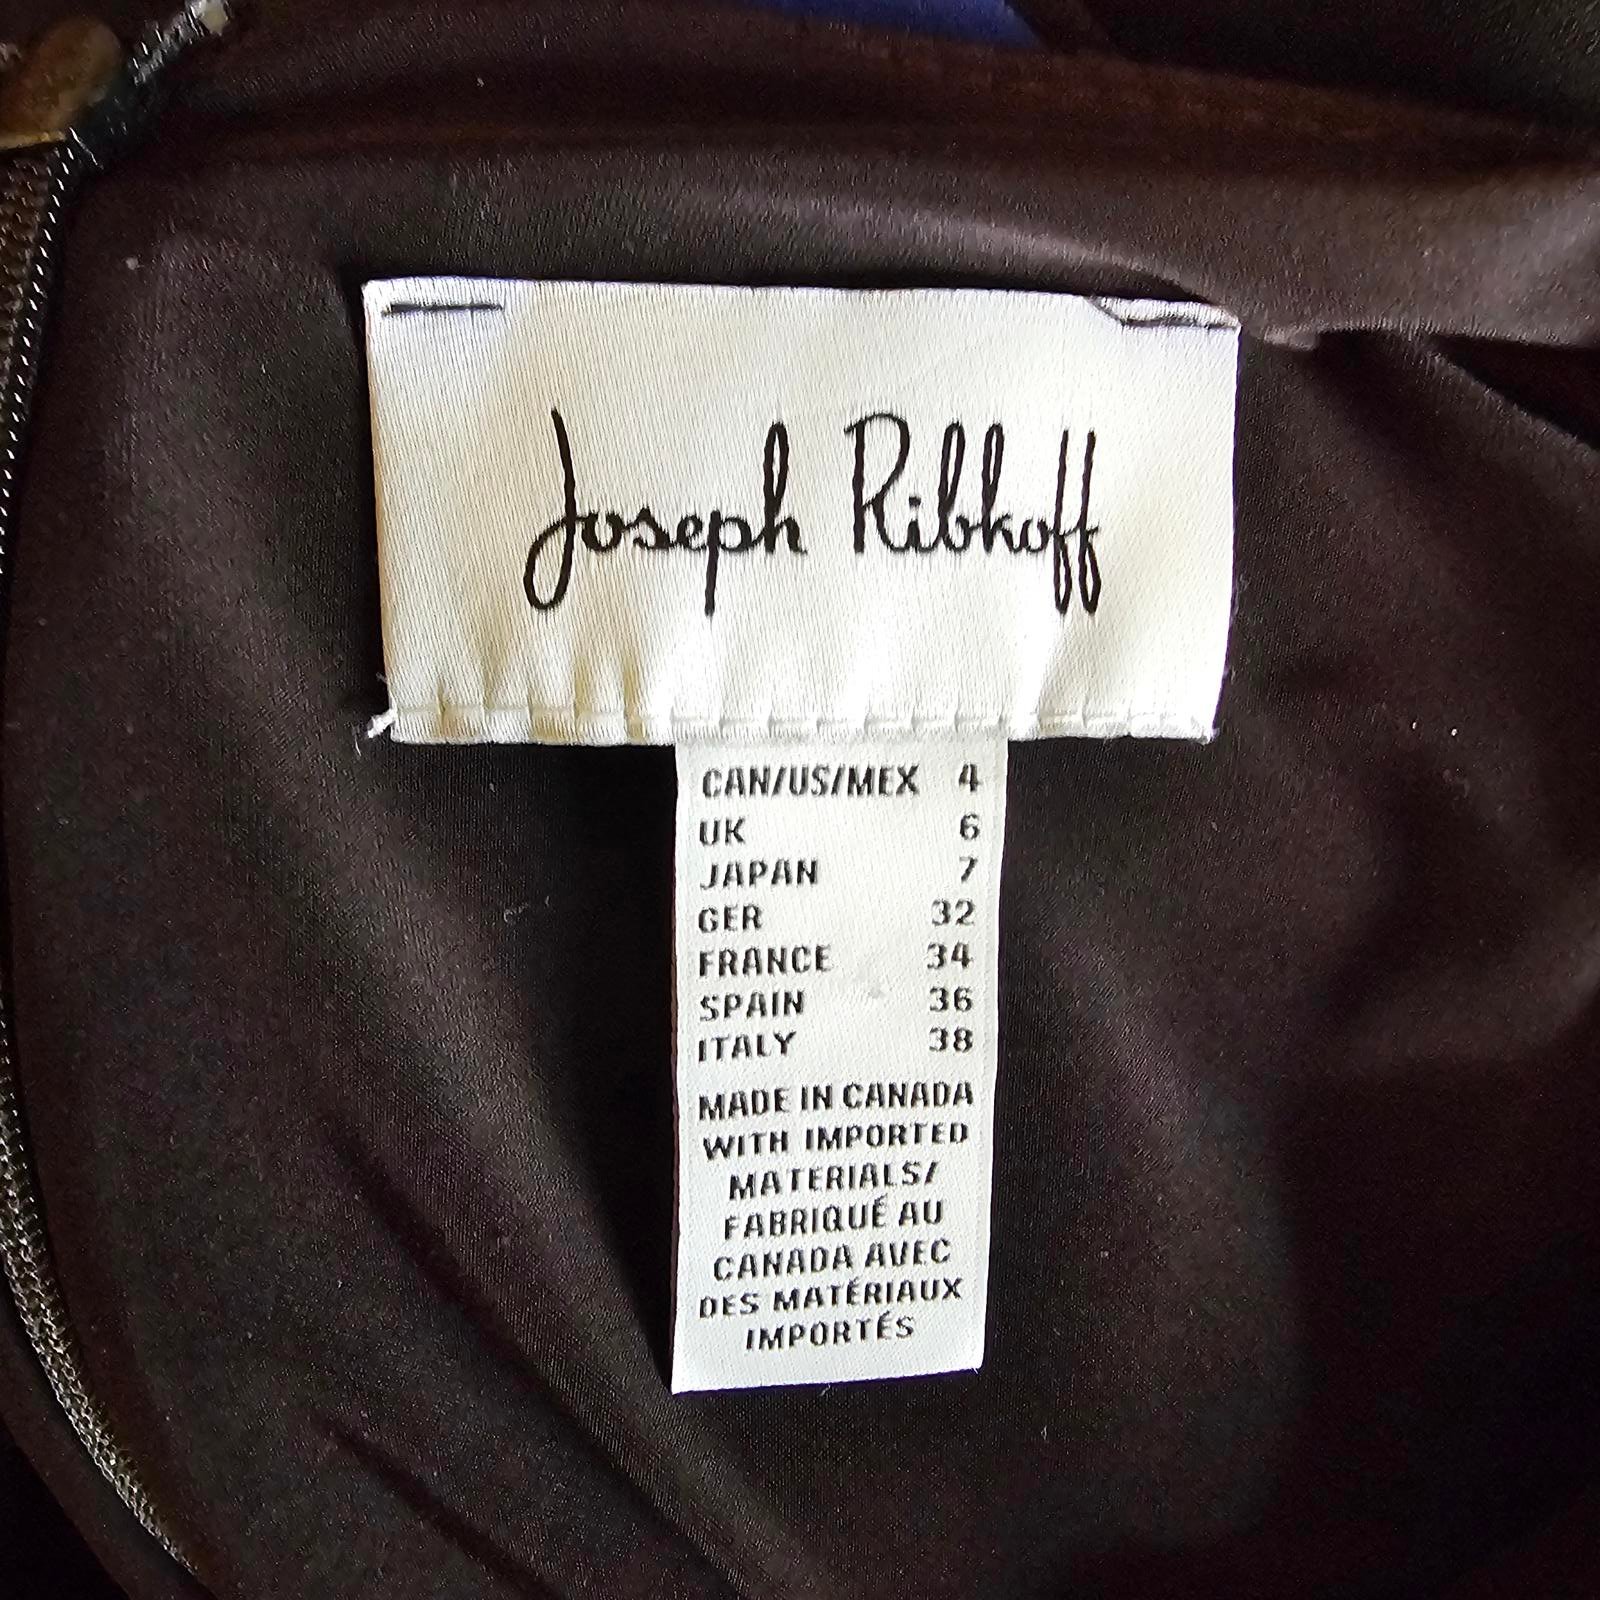 Joseph Ribkoff
CAN/US/MEX 4
UK 6
JAPAN 7
GER 32
FRANCE 34
SPAIN 36
ITALY 38
MADE IN CANADA
WITH IMPORTED
MATERIALS/
FABRIQUÉ AU
CANADA AVEC
DES MATÉRIAUX
IMPORTÉS